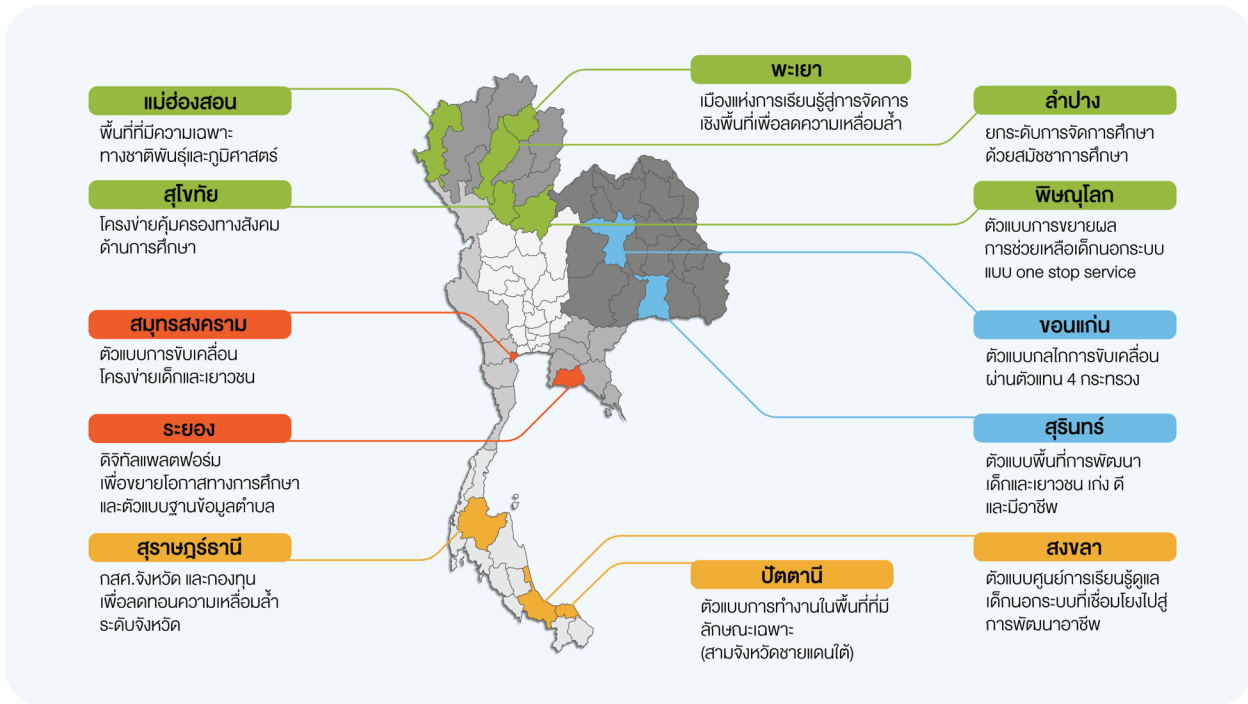 แม่ฮ่องสอน
พื้นที่ที่มีความเฉพาะ
ทางชาติพันธุ์และภูมิศาสตร์
สุโขทัย
โครงข่ายคุ้มครองทางสังคม
ด้านการศึกษา
สมุทรสงคราม
ตัวแบบการขับเคลื่อน
โครงข่ายเด็กและเยาวชน
ระยอง
ดิจิทัลแพลตฟอร์ม
เพื่อขยายโอกาสทางการศึกษา
และตัวแบบฐานข้อมูลตำบล
สุราษฎร์ธานี
กสศ.จังหวัด และกองทุน
เพื่อลดทอนความเหลื่อมล้ำ
ระดับจังหวัด
พะเยา
เมืองแห่งการเรียนรู้สู่การจัดการ
เชิงพื้นที่เพื่อลดความเหลื่อมล้ำ
ปัตตานี
ตัวแบบการทำงานในพื้นที่ที่มี
ลักษณะเฉพาะ
(สามจังหวัดชายแดนใต้)
ลำปาง
ยกระดับการจัดการศึกษา
ด้วยสมัชชาการศึกษา
พิษณุโลก
ตัวแบบการขยายผล
การช่วยเหลือเด็กนอกระบบ
แบบ one stop service
ขอนแก่น
ตัวแบบกลไกการขับเคลื่อน
ผ่านตัวแทน 4 กระทรวง
สุรินทร์
ตัวแบบพื้นที่การพัฒนา
เด็กและเยาวชน เก่ง ดี
และมีอาชีพ
สงขลา
ตัวแบบศูนย์การเรียนรู้ดูแล
เด็กนอกระบบที่เชื่อมโยงไปสู่
การพัฒนาอาชีพ